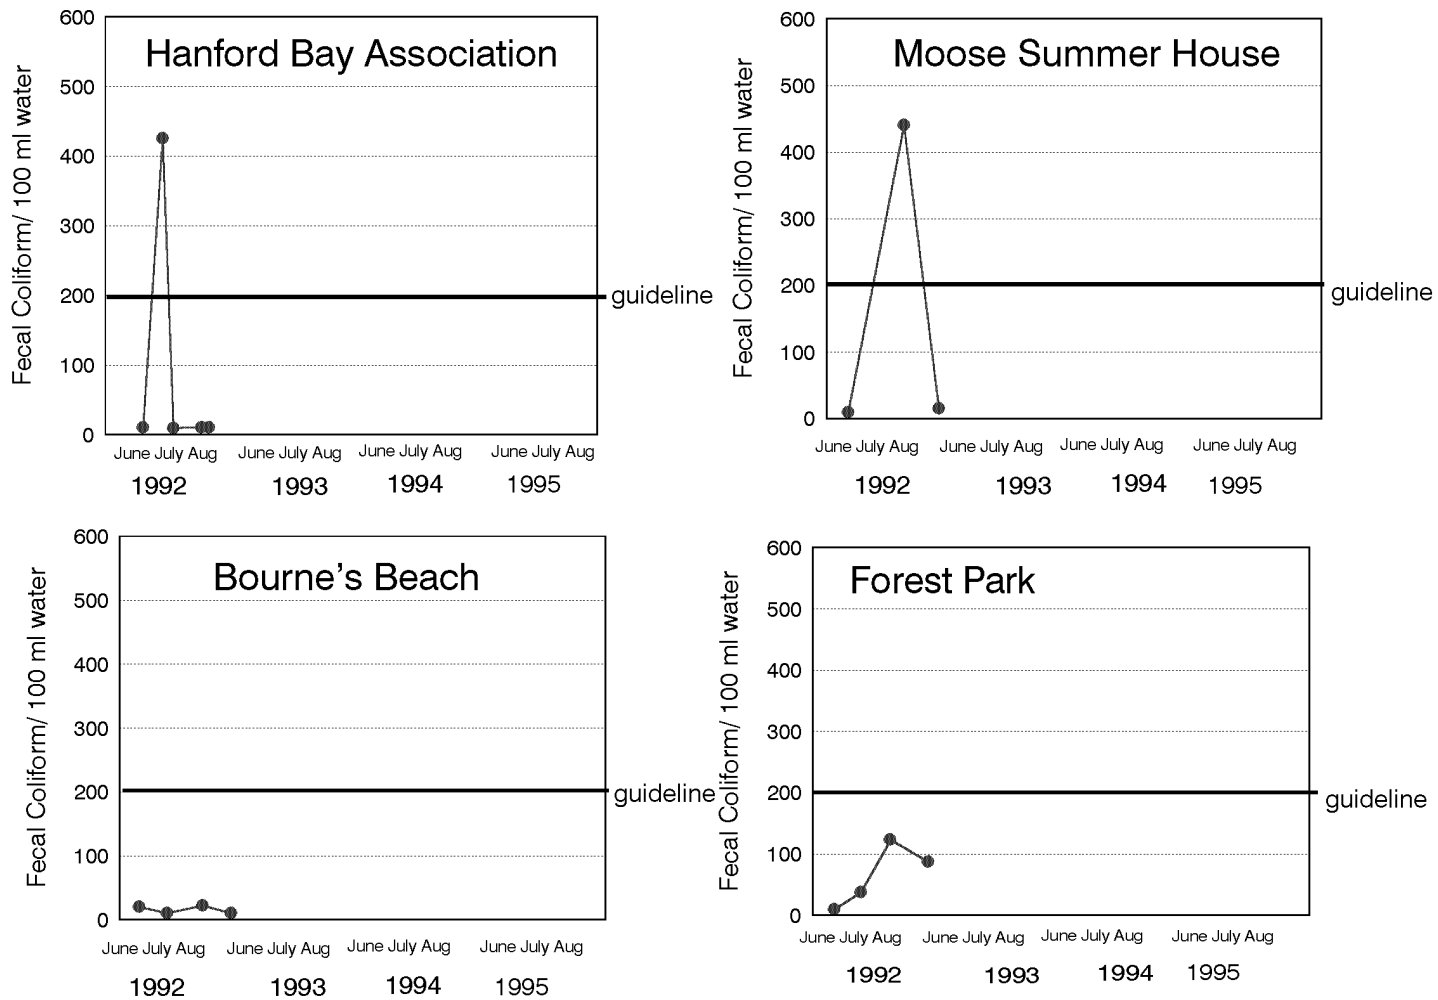 Hanford Bay Association
Fecal Coliform/ 100 ml water
600
500
400
300
200
100
0
guideline
June July Aug June July Aug June July Aug June July Aug
1992 1993 1994 1995
Moose Summer House
Fecal Coliform/ 100 ml water
600
500
400
300
200
100
0
guideline
June July Aug June July Aug June July Aug June July Aug
1992 1993 1994 1995
Bourne's Beach
Fecal Coliform/ 100 ml water
600
500
400
300
200
100
0
guideline
June July Aug June July Aug June July Aug June July Aug
1992 1993 1994 1995
Forest Park
Fecal Coliform/ 100 ml water
600
500
400
300
200
100
0
guideline
June July Aug June July Aug June July Aug June July Aug
1992 1993 1994 1995